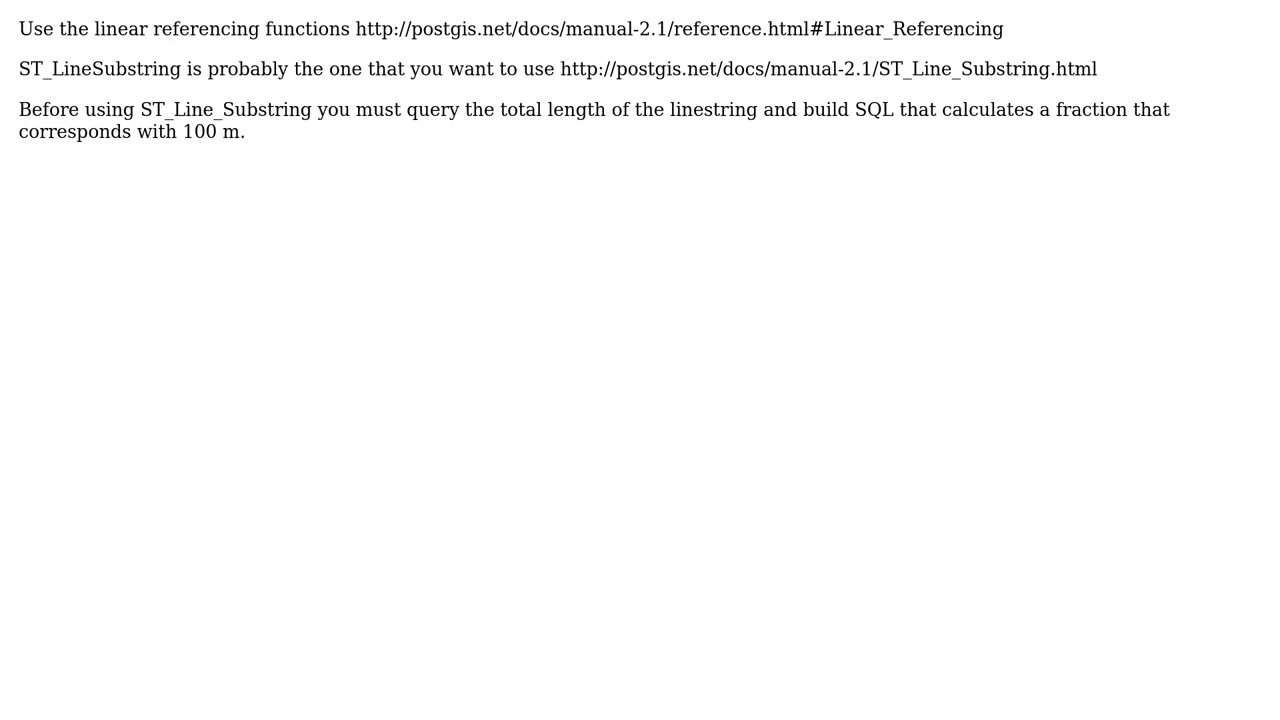 Use the linear referencing functions http://postgis.net/docs/manual-2.1/reference.html#Linear_Referencing
ST_LineSubstring is probably the one that you want to use http://postgis.net/docs/manual-2.1/ST_Line_Substring.html
Before using ST_Line_Substring you must query the total length of the linestring and build SQL that calculates a fraction that
corresponds with 100 m.